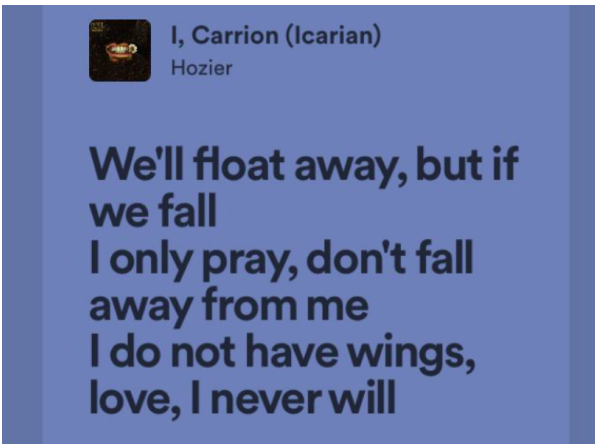 I, Carrion (Icarian)
Hozier
We'll float away, but if
we fall
I only pray, don't fall
away from me
I do not have wings,
love, I never will